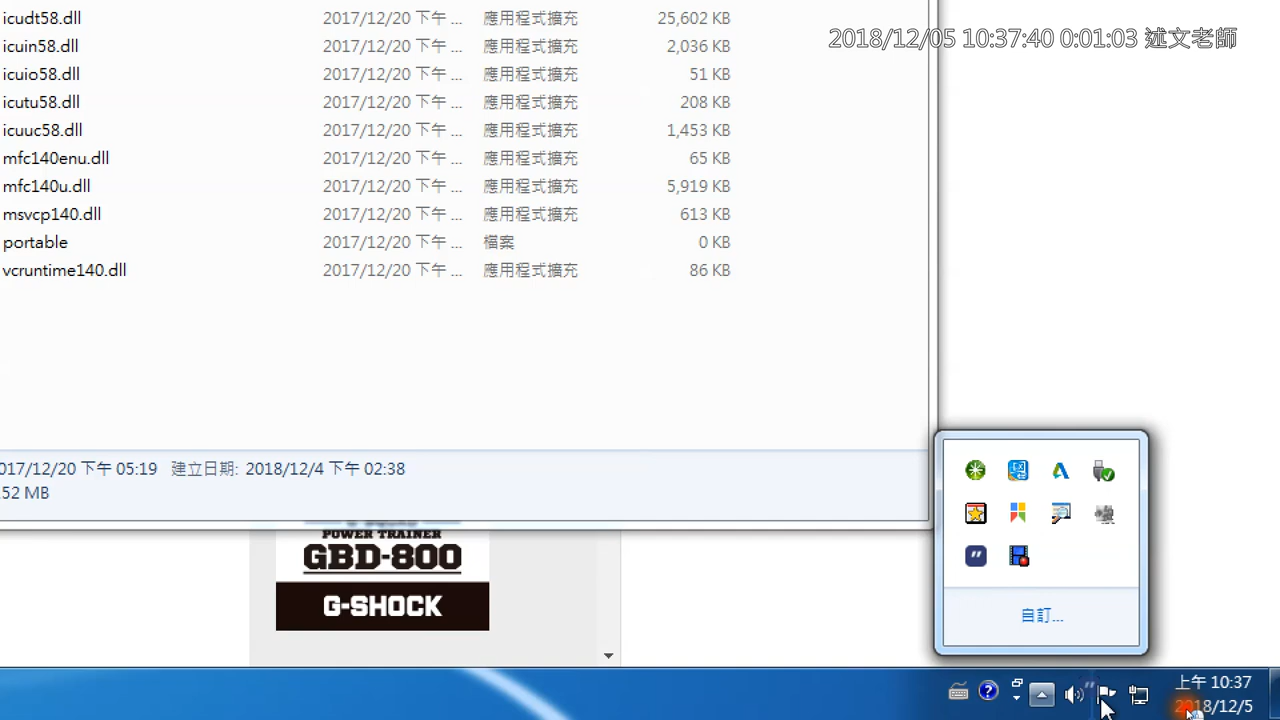 2018/12/05 10:37:40 0:01:03 述文老師
icudt58.dll 2017/12/20 下午 ... 應用程式擴充 25,602 KB
icuin58.dll 2017/12/20 下午 ... 應用程式擴充 2,036 KB
icuio58.dll 2017/12/20 下午 ... 應用程式擴充 51 KB
icutu58.dll 2017/12/20 下午 ... 應用程式擴充 208 KB
icuuc58.dll 2017/12/20 下午 ... 應用程式擴充 1,453 KB
mfc140enu.dll 2017/12/20 下午 ... 應用程式擴充 65 KB
mfc140u.dll 2017/12/20 下午 ... 應用程式擴充 5,919 KB
msvcp140.dll 2017/12/20 下午 ... 應用程式擴充 613 KB
portable 2017/12/20 下午 ... 檔案 0 KB
vcruntime140.dll 2017/12/20 下午 ... 應用程式擴充 86 KB
017/12/20 下午 05:19 建立日期: 2018/12/4 下午 02:38
.52 MB
POWER TRAINER
GBD-800
G-SHOCK
自訂...
上午 10:37
2018/12/5